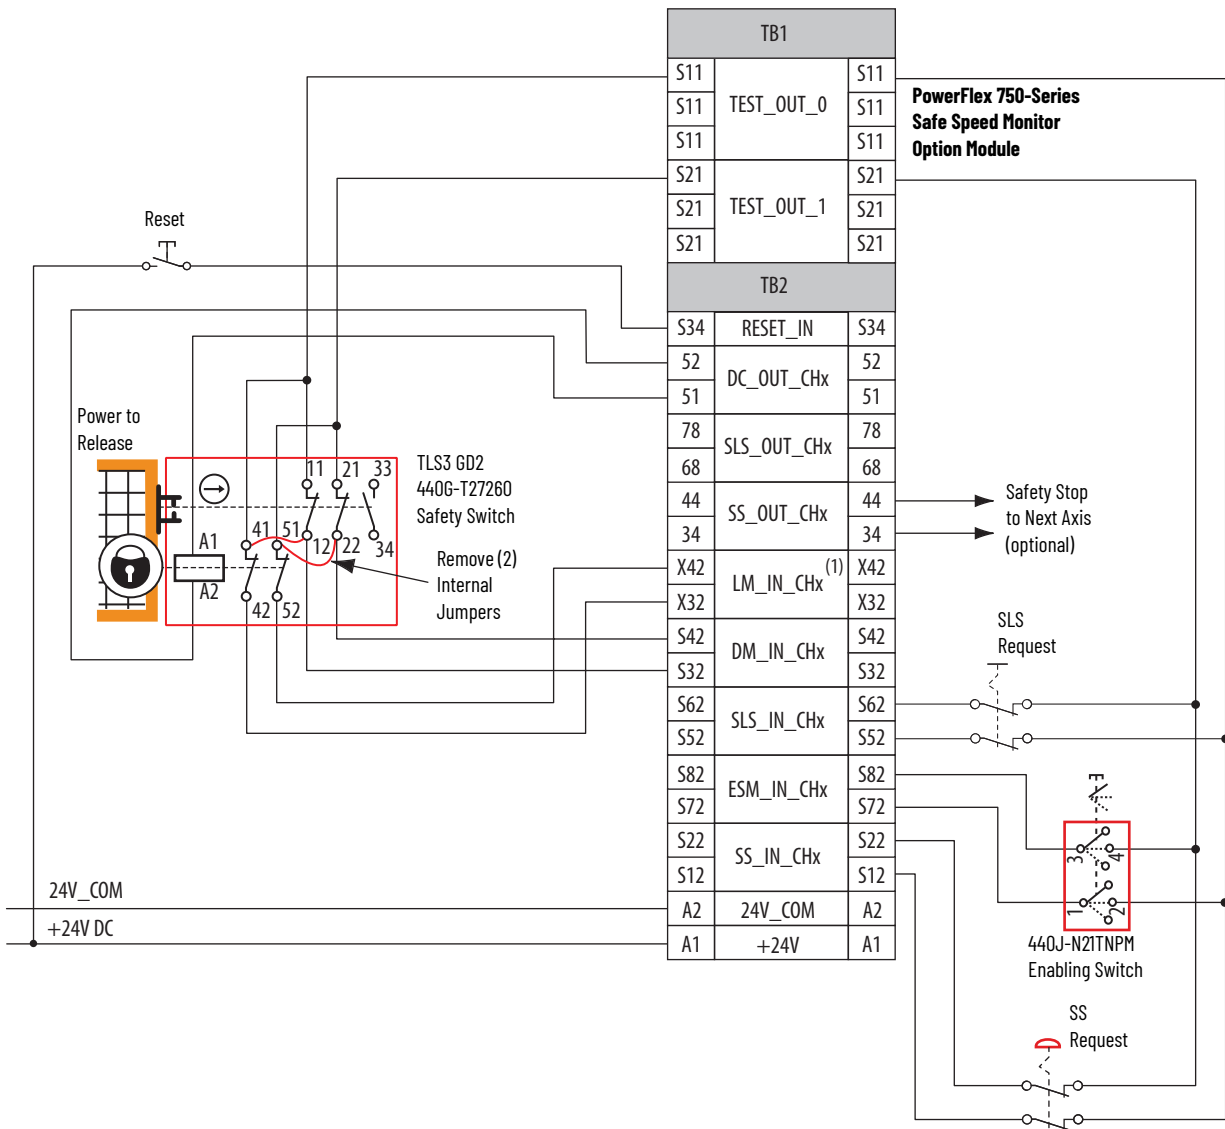 TB1
S11 TEST_OUT_0 S11
S11 S11
S11 S11
PowerFlex 750-Series
Safe Speed Monitor
Option Module
S21 TEST_OUT_1 S21
S21 S21
S21 S21
Reset
TB2
S34 RESET_IN S34
52 DC_OUT_CHx 52
51 51
78 SLS_OUT_CHx 78
68 68
44 SS_OUT_CHx 44
34 34
X42 LM_IN_CHx (1) X42
X32 X32
S42 DM_IN_CHx S42
S32 S32
S62 SLS_IN_CHx S62
S52 S52
S82 ESM_IN_CHx S82
S72 S72
S22 SS_IN_CHx S22
S12 S12
A2 24V_COM A2
A1 +24V A1
Power to
Release
11 21 33
TLS3 GD2
440G-T27260
Safety Switch
A1 41 51 12 22 34
A2 42 52
Remove (2)
Internal
Jumpers
Safety Stop
to Next Axis
(optional)
SLS
Request
3 4
1 2
440J-N21TNPM
Enabling Switch
SS
Request
24V_COM
+24V DC